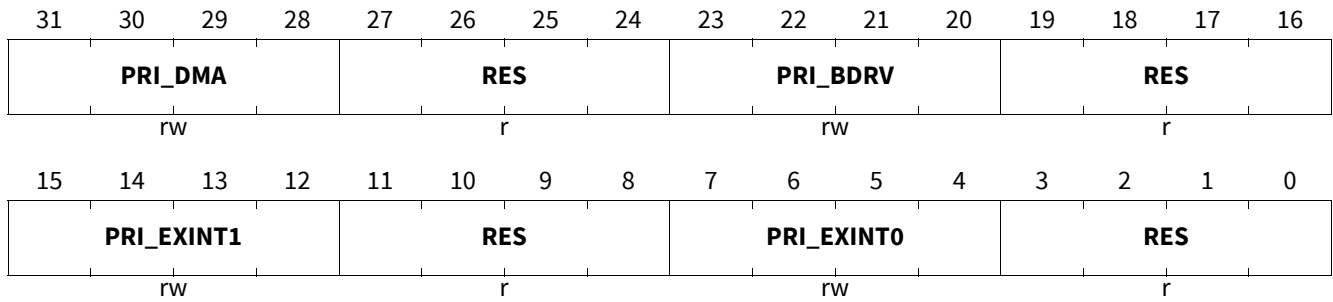 31 30 29 28 27 26 25 24 23 22 21 20 19 18 17 16
PRI_DMA RES PRI_BDRV RES
rw r rw r
15 14 13 12 11 10 9 8 7 6 5 4 3 2 1 0
PRI_EXINT1 RES PRI_EXINT0 RES
rw r rw r